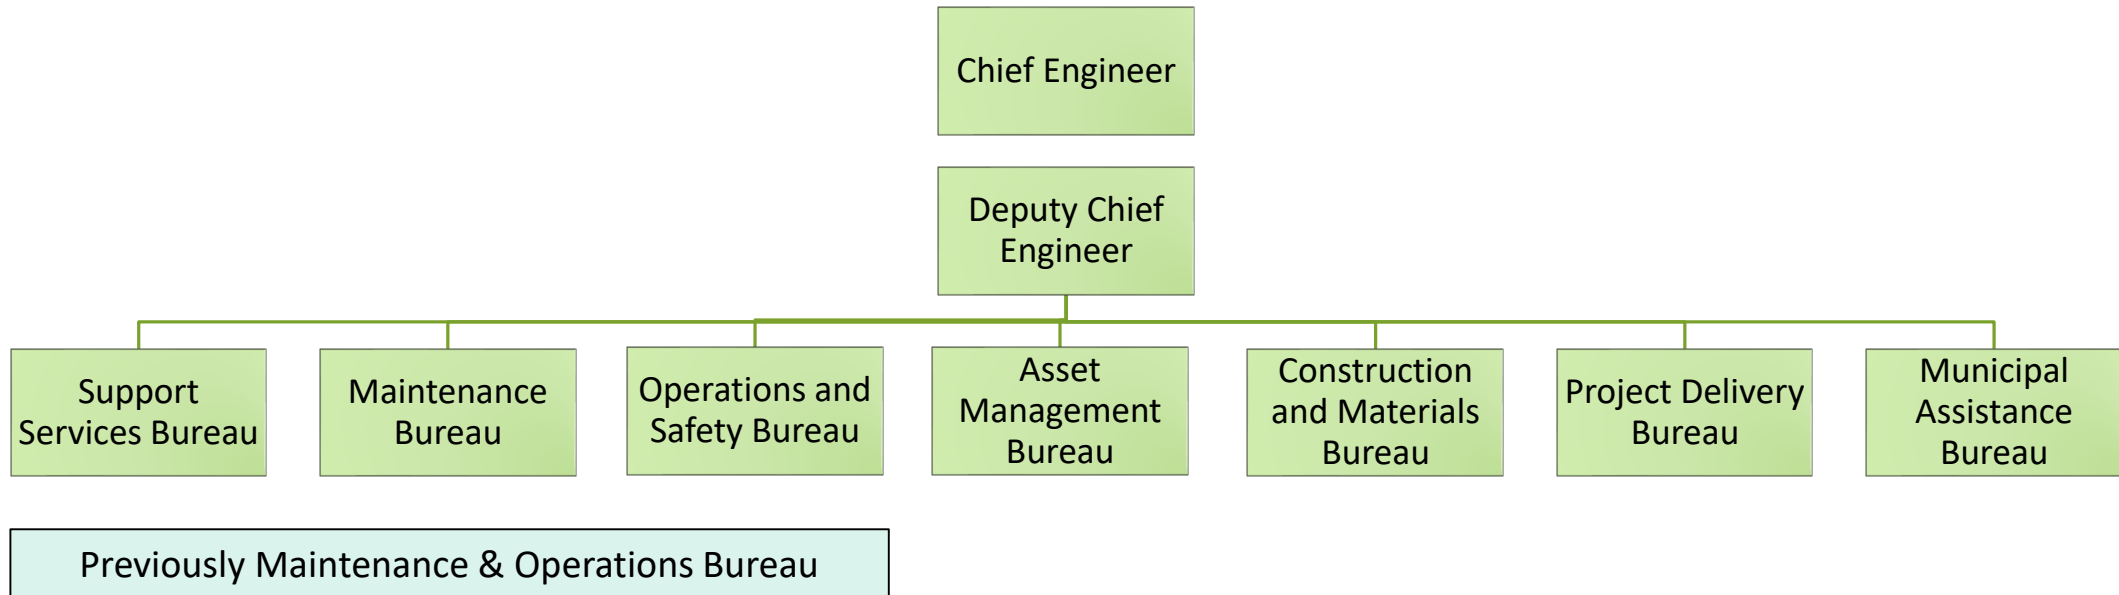 Chief Engineer
Deputy Chief
Engineer
Support
Services Bureau
Maintenance
Bureau
Operations and
Safety Bureau
Asset
Management
Bureau
Construction
and Materials
Bureau
Project Delivery
Bureau
Municipal
Assistance
Bureau
Previously Maintenance & Operations Bureau